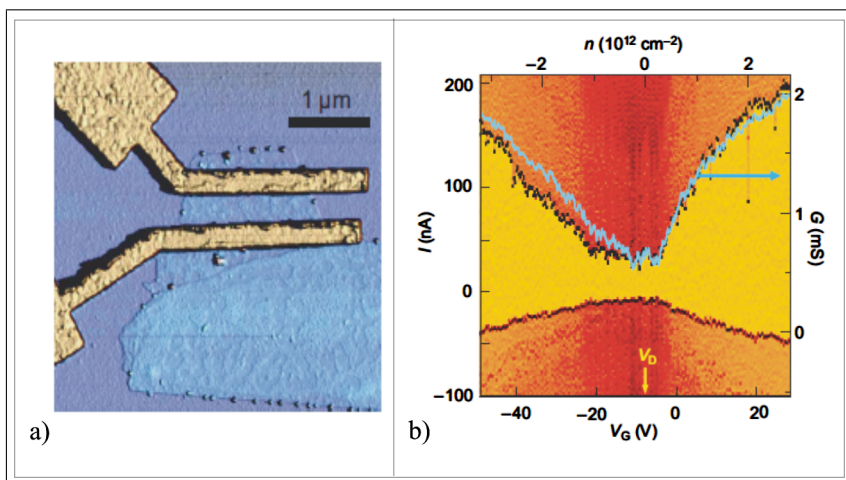 1 µm
a)
n (10¹² cm⁻²)
−2 0 2
200
100
0
−100
I (nA)
2
1
0
G (mS)
V_D
−40 −20 0 20
V_G (V)
b)